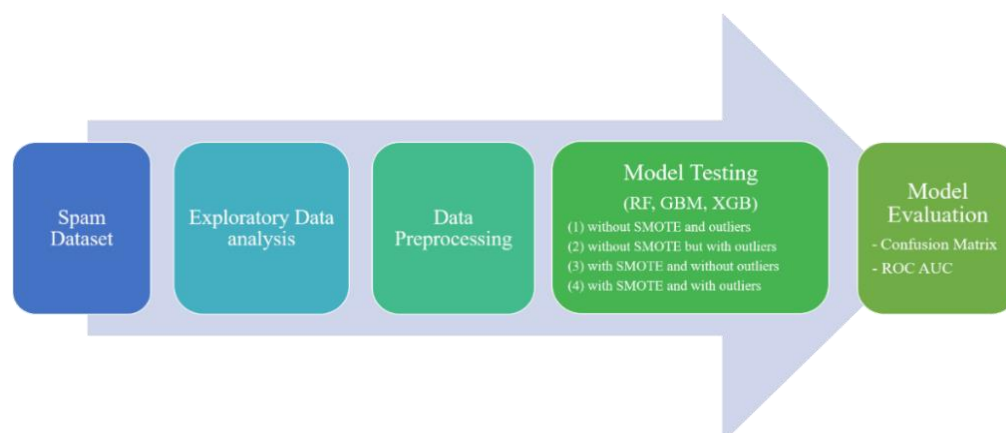 Spam
Dataset
Exploratory Data
analysis
Data
Preprocessing
Model Testing
(RF, GBM, XGB)
(1) without SMOTE and outliers
(2) without SMOTE but with outliers
(3) with SMOTE and without outliers
(4) with SMOTE and with outliers
Model
Evaluation
- Confusion Matrix
- ROC AUC